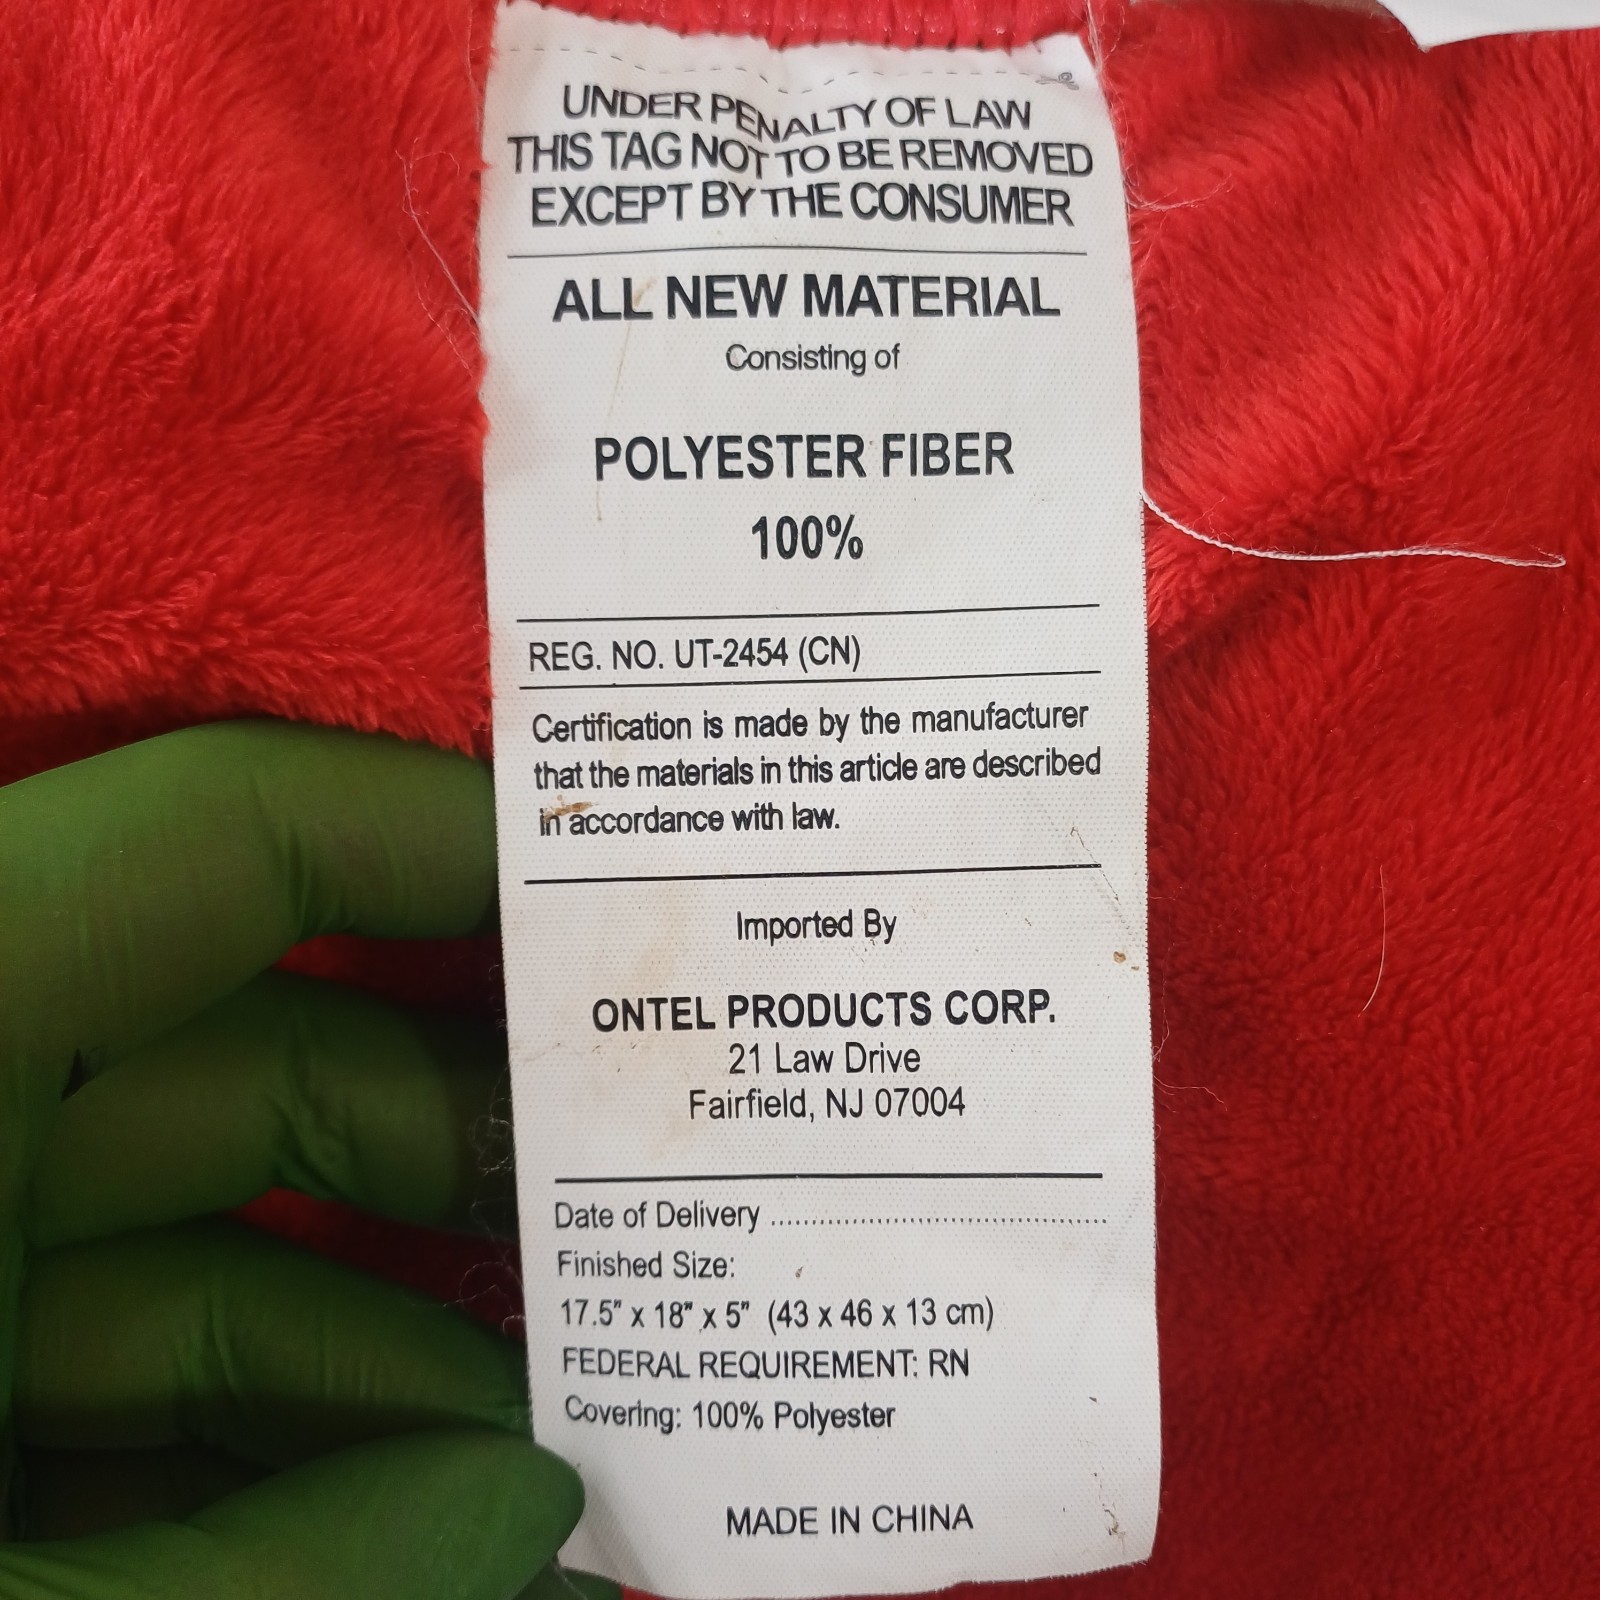 UNDER PENALTY OF LAW
THIS TAG NOT TO BE REMOVED
EXCEPT BY THE CONSUMER
ALL NEW MATERIAL
Consisting of
POLYESTER FIBER
100%
REG. NO. UT-2454 (CN)
Certification is made by the manufacturer
that the materials in this article are described
in accordance with law.
Imported By
ONTEL PRODUCTS CORP.
21 Law Drive
Fairfield, NJ 07004
Date of Delivery ..........................................
Finished Size:
17.5" x 18" x 5" (43 x 46 x 13 cm)
FEDERAL REQUIREMENT: RN
Covering: 100% Polyester
MADE IN CHINA